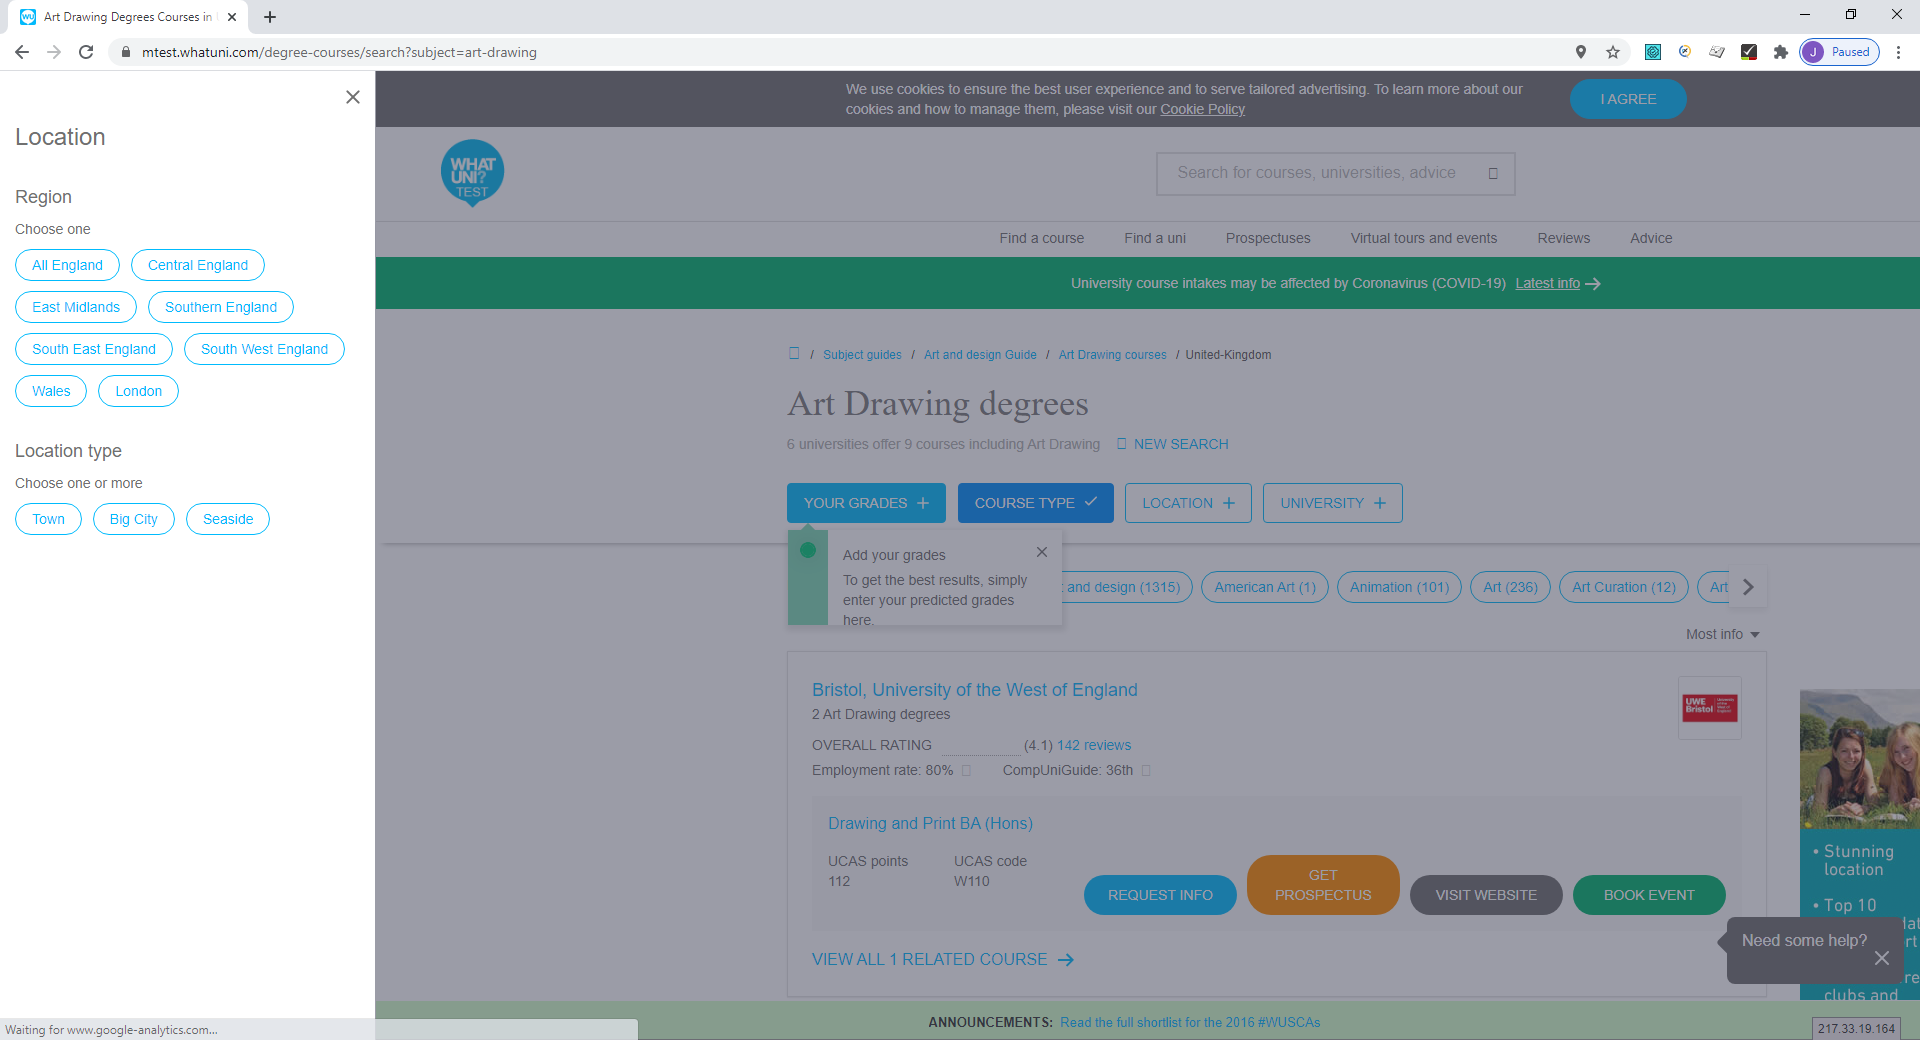 Art Drawing Degrees Courses in
mtest.whatuni.com/degree-courses/search?subject=art-drawing
J Paused
Location
Region
Choose one
All England
Central England
East Midlands
Southern England
South East England
South West England
Wales
London
Location type
Choose one or more
Town
Big City
Seaside
Waiting for www.google-analytics.com...
We use cookies to ensure the best user experience and to serve tailored advertising. To learn more about our
cookies and how to manage them, please visit our Cookie Policy
I AGREE
WHAT
UNI?
TEST
Search for courses, universities, advice
Find a course
Find a uni
Prospectuses
Virtual tours and events
Reviews
Advice
University course intakes may be affected by Coronavirus (COVID-19) Latest info
/ Subject guides / Art and design Guide / Art Drawing courses / United-Kingdom
Art Drawing degrees
6 universities offer 9 courses including Art Drawing
NEW SEARCH
YOUR GRADES
COURSE TYPE
LOCATION
UNIVERSITY
Add your grades
To get the best results, simply
enter your predicted grades
here.
and design (1315)
American Art (1)
Animation (101)
Art (236)
Art Curation (12)
Art
Most info
Bristol, University of the West of England
2 Art Drawing degrees
UWE
Bristol
OVERALL RATING (4.1) 142 reviews
Employment rate: 80%
CompUniGuide: 36th
Drawing and Print BA (Hons)
UCAS points
112
UCAS code
W110
REQUEST INFO
GET
PROSPECTUS
VISIT WEBSITE
BOOK EVENT
VIEW ALL 1 RELATED COURSE
• Stunning
location
• Top 10
clubs and
Need some help?
ANNOUNCEMENTS: Read the full shortlist for the 2016 #WUSCAs
217.33.19.164